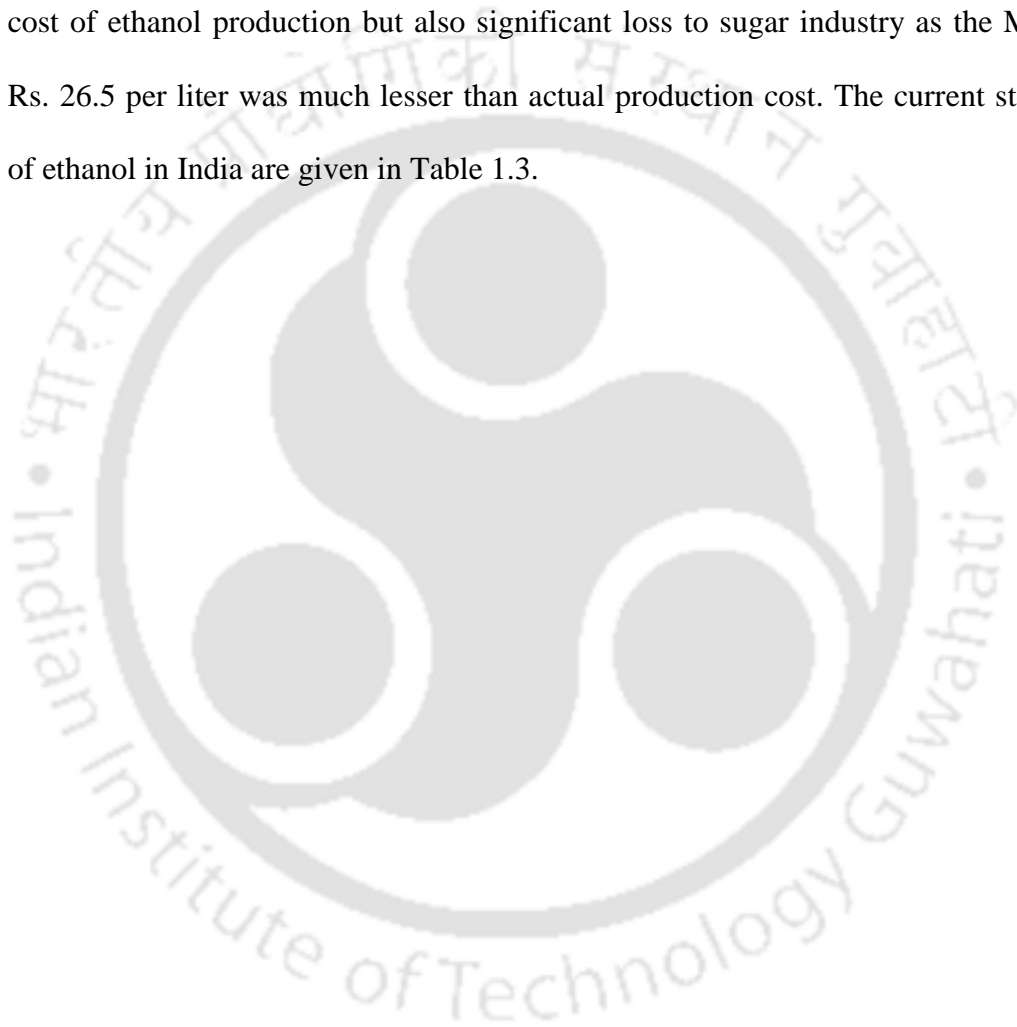 cost of ethanol production but also significant loss to sugar industry as the M
Rs. 26.5 per liter was much lesser than actual production cost. The current st
of ethanol in India are given in Table 1.3.
भारतीय प्रौद्योगिकी संस्थान गुवाहाटी
Indian Institute of Technology Guwahati